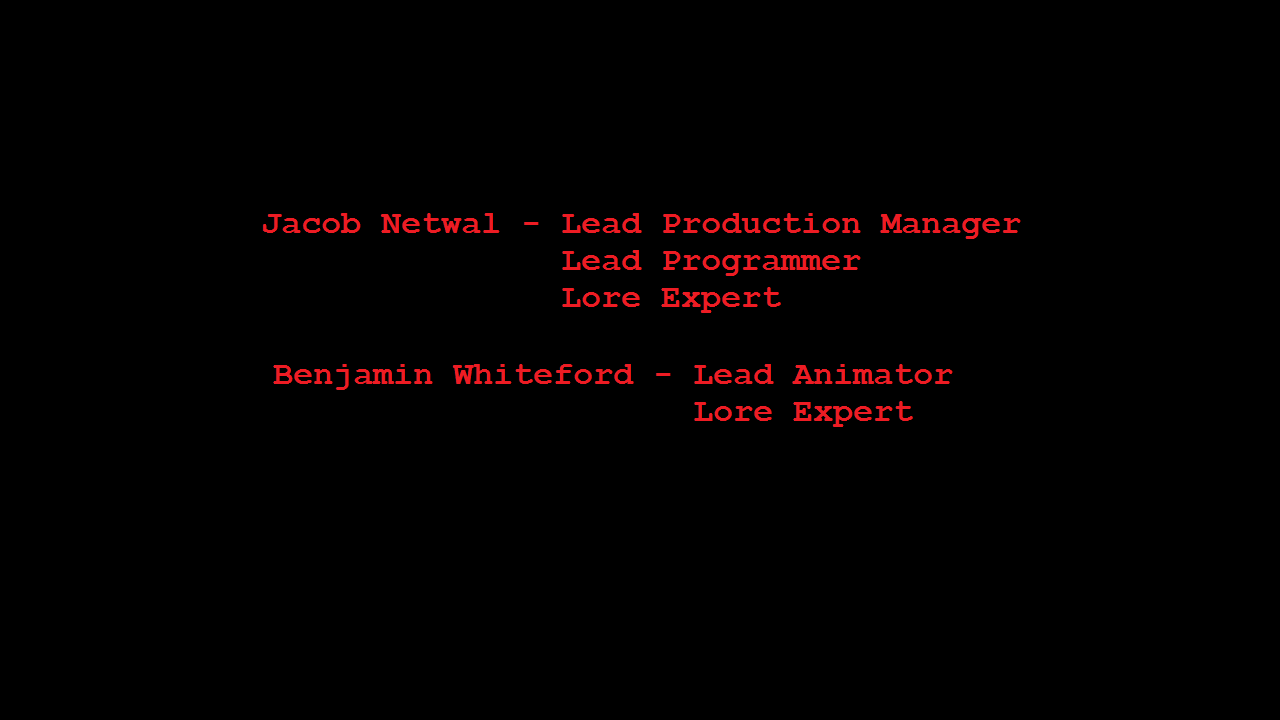 Jacob Netwal - Lead Production Manager
Lead Programmer
Lore Expert
Benjamin Whiteford - Lead Animator
Lore Expert